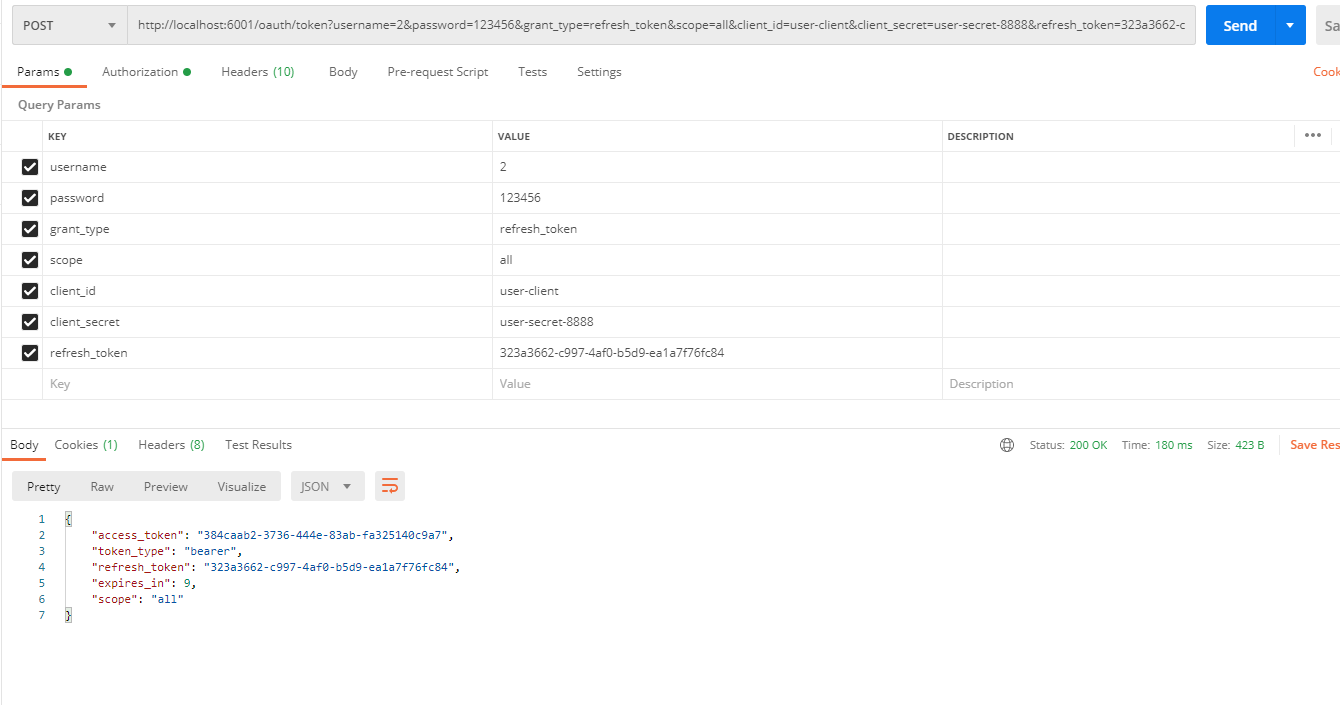 POST http://localhost:6001/oauth/token?username=2&password=123456&grant_type=refresh_token&scope=all&client_id=user-client&client_secret=user-secret-8888&refresh_token=323a3662-c Send Sa
Params Authorization Headers (10) Body Pre-request Script Tests Settings Cook
Query Params
KEY VALUE DESCRIPTION
username 2
password 123456
grant_type refresh_token
scope all
client_id user-client
client_secret user-secret-8888
refresh_token 323a3662-c997-4af0-b5d9-ea1a7f76fc84
Key Value Description
Body Cookies (1) Headers (8) Test Results Status: 200 OK Time: 180 ms Size: 423 B Save Res
Pretty Raw Preview Visualize JSON
1 {
2 "access_token": "384caab2-3736-444e-83ab-fa325140c9a7",
3 "token_type": "bearer",
4 "refresh_token": "323a3662-c997-4af0-b5d9-ea1a7f76fc84",
5 "expires_in": 9,
6 "scope": "all"
7 }